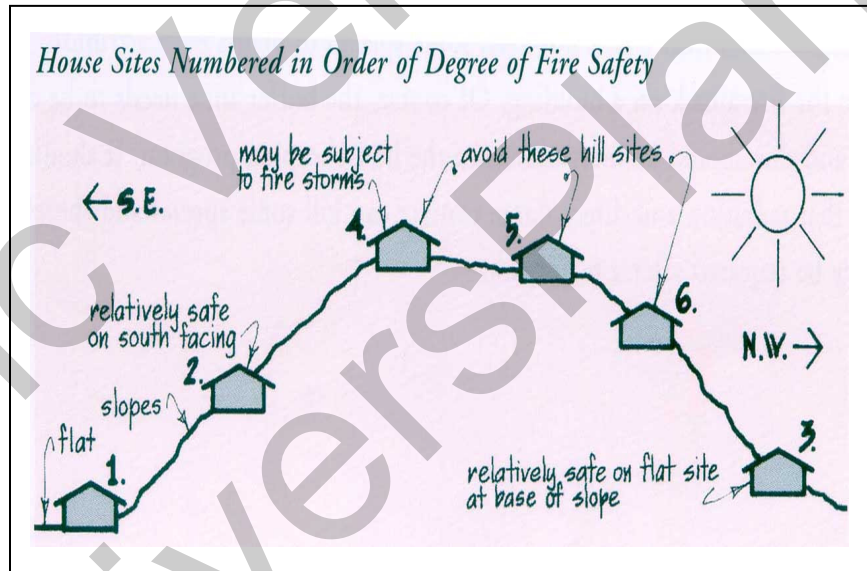 House Sites Numbered in Order of Degree of Fire Safety
may be subject
to fire storms
avoid these hill sites
← S.E.
4.
5.
6.
relatively safe
on south facing
2.
slopes
N.W. →
flat
1.
3.
relatively safe on flat site
at base of slope